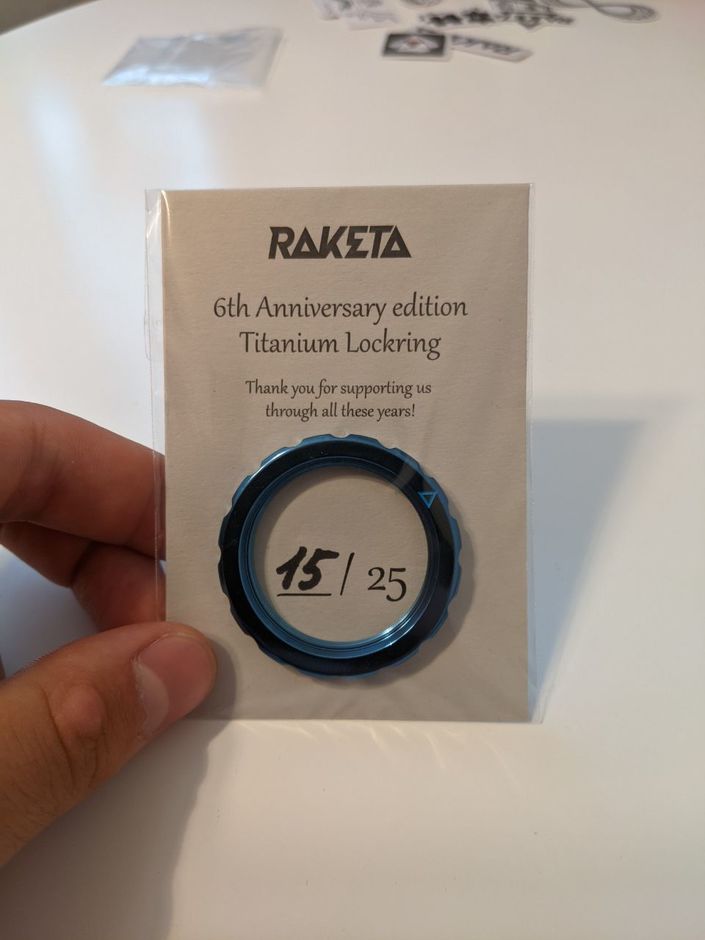 RAKETA
6th Anniversary edition
Titanium Lockring
Thank you for supporting us
through all these years!
15 / 25